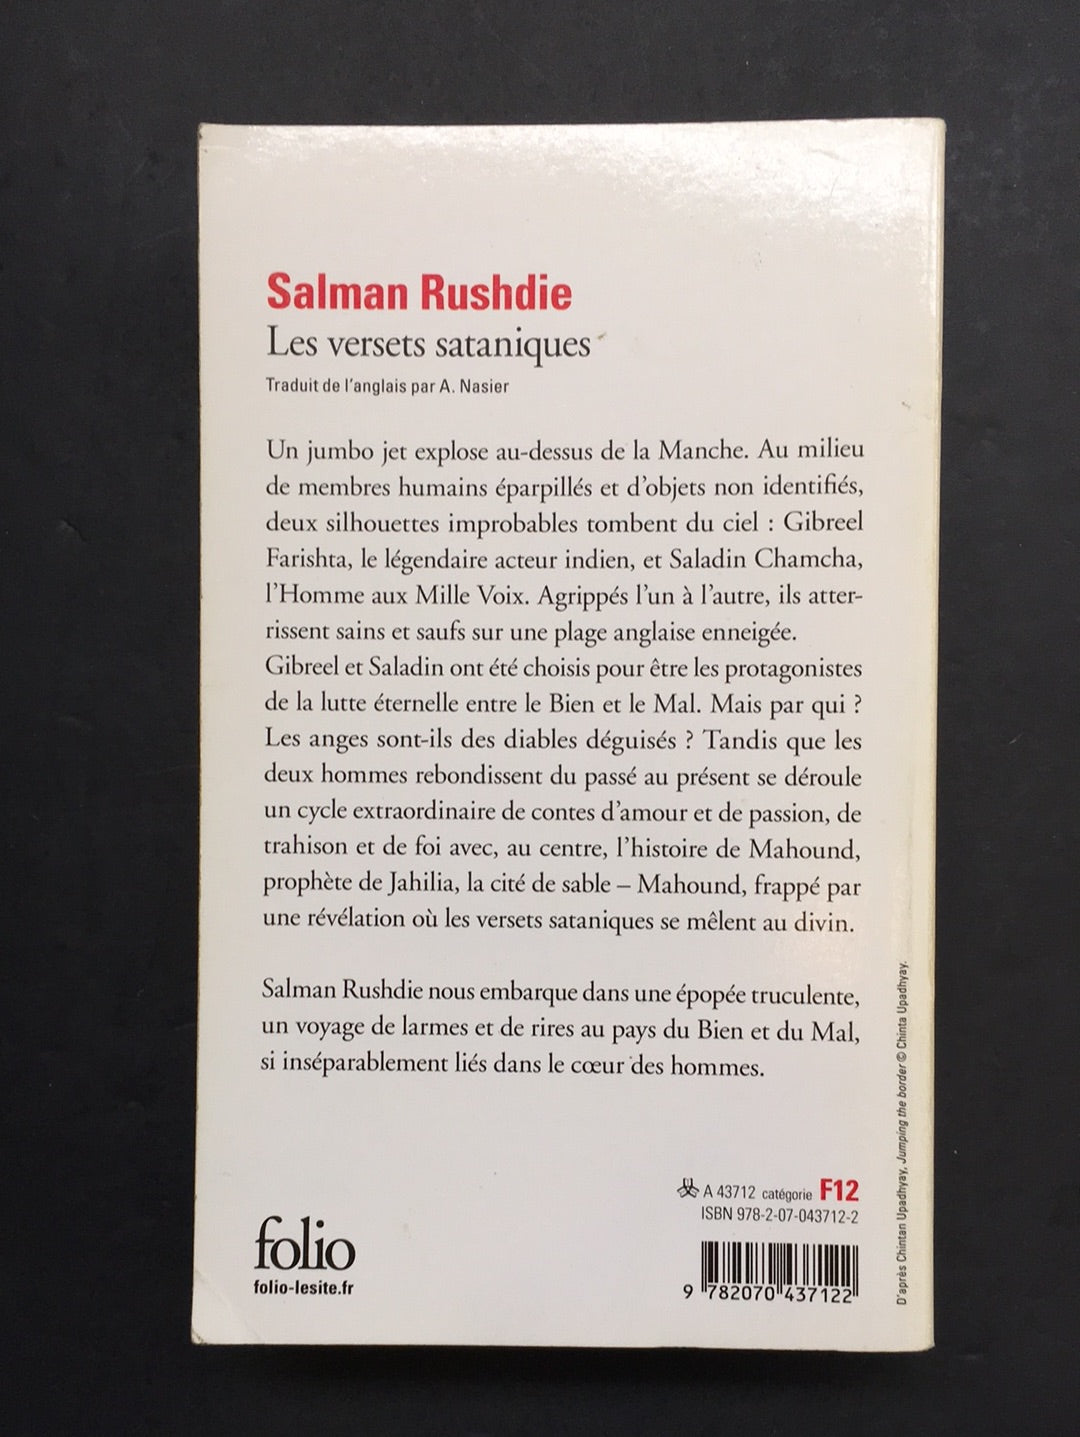 Salman Rushdie
Les versets sataniques
Traduit de l'anglais par A. Nasier
Un jumbo jet explose au-dessus de la Manche. Au milieu
de membres humains éparpillés et d'objets non identifiés,
deux silhouettes improbables tombent du ciel : Gibreel
Farishta, le légendaire acteur indien, et Saladin Chamcha,
l'Homme aux Mille Voix. Agrippés l'un à l'autre, ils atter-
rissent sains et saufs sur une plage anglaise enneigée.
Gibreel et Saladin ont été choisis pour être les protagonistes
de la lutte éternelle entre le Bien et le Mal. Mais par qui ?
Les anges sont-ils des diables déguisés ? Tandis que les
deux hommes rebondissent du passé au présent se déroule
un cycle extraordinaire de contes d'amour et de passion, de
trahison et de foi avec, au centre, l'histoire de Mahound,
prophète de Jahilia, la cité de sable – Mahound, frappé par
une révélation où les versets sataniques se mêlent au divin.
Salman Rushdie nous embarque dans une épopée truculente,
un voyage de larmes et de rires au pays du Bien et du Mal,
si inséparablement liés dans le cœur des hommes.
A 43712 catégorie F12
ISBN 978-2-07-043712-2
folio
folio-lesite.fr
9 782070 437122
D'après Chintan Upadhyay, Jumping the border © Chinta Upadhyay.